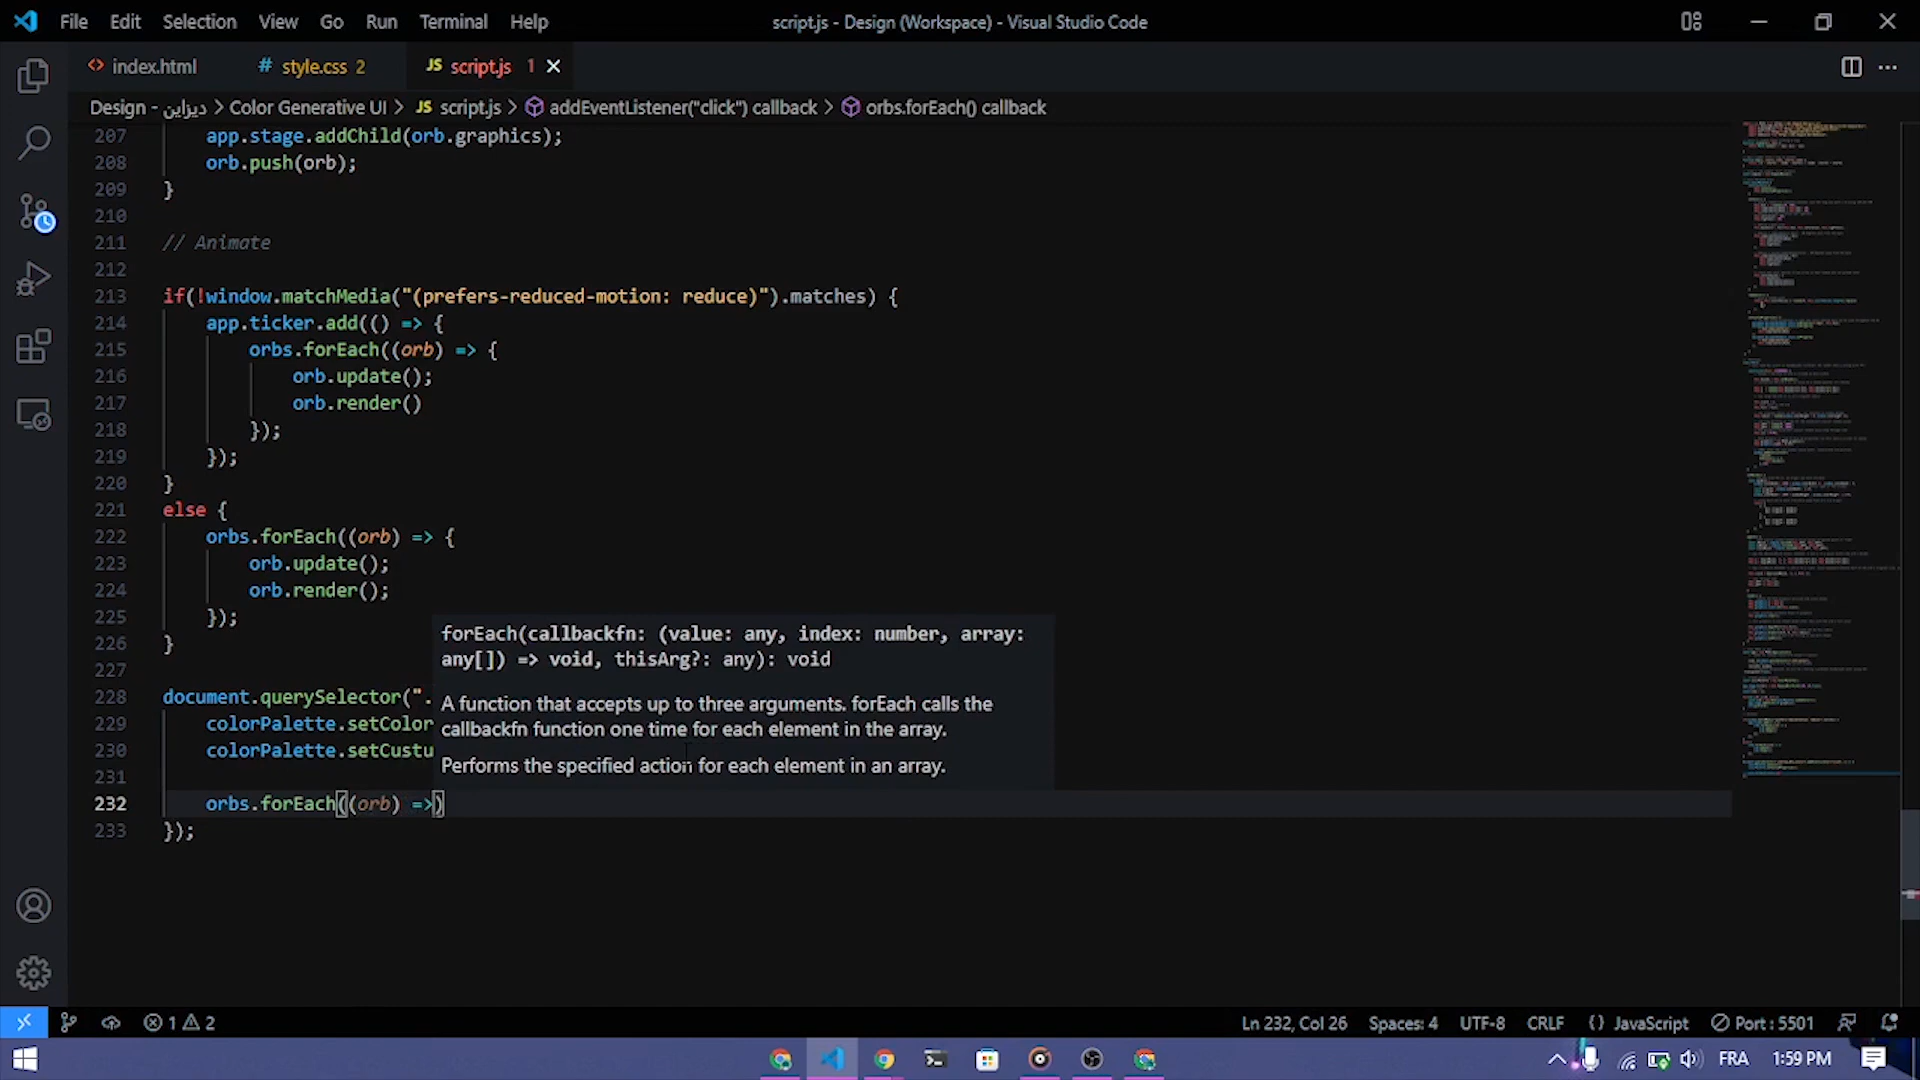 File Edit Selection View Go Run Terminal Help
script.js - Design (Workspace) - Visual Studio Code
index.html
# style.css 2
JS script.js 1
Design - ديزاين > Color Generative UI > JS script.js > addEventListener("click") callback > orbs.forEach() callback
207 app.stage.addChild(orb.graphics);
208 orb.push(orb);
209 }
210
211 // Animate
212
213 if(!window.matchMedia("(prefers-reduced-motion: reduce)").matches) {
214 app.ticker.add(() => {
215 orbs.forEach((orb) => {
216 orb.update();
217 orb.render()
218 });
219 });
220 }
221 else {
222 orbs.forEach((orb) => {
223 orb.update();
224 orb.render();
225 });
226 }
227
228 document.querySelector(".
229 colorPalette.setColor
230 colorPalette.setCustu
231
232 orbs.forEach((orb) =>)
233 });
forEach(callbackfn: (value: any, index: number, array:
any[]) => void, thisArg?: any): void
A function that accepts up to three arguments. forEach calls the
callbackfn function one time for each element in the array.
Performs the specified action for each element in an array.
1 2
Ln 232, Col 26 Spaces: 4 UTF-8 CRLF {} JavaScript Port : 5501
FRA 1:59 PM